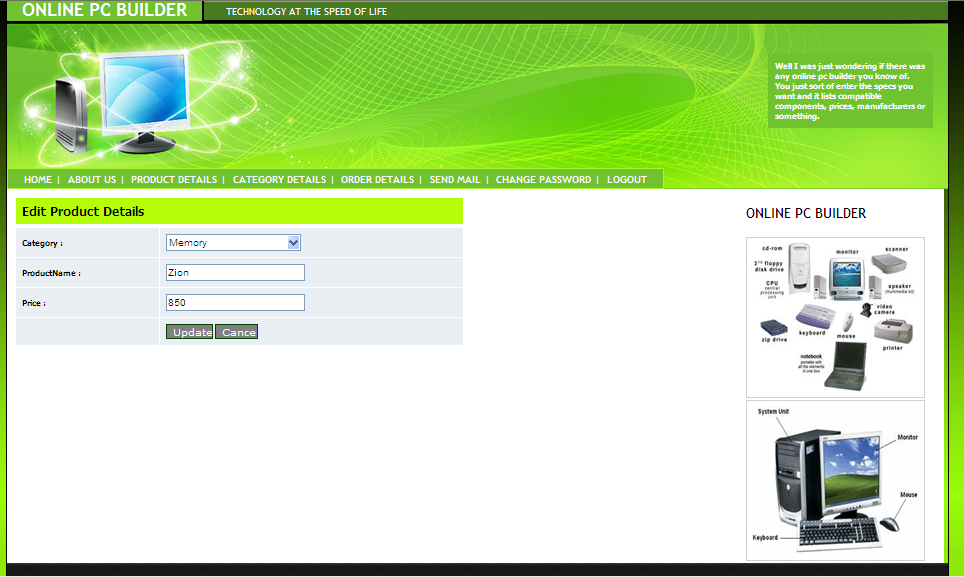 ONLINE PC BUILDER
TECHNOLOGY AT THE SPEED OF LIFE
Well I was just wondering if there was
any online pc builder you know of.
You just sort of enter the specs you
want and it lists compatible
components, prices, manufacturers or
something.
HOME | ABOUT US | PRODUCT DETAILS | CATEGORY DETAILS | ORDER DETAILS | SEND MAIL | CHANGE PASSWORD | LOGOUT
Edit Product Details
Category :
Memory
ProductName :
Zion
Price :
850
Update
Cance
ONLINE PC BUILDER
cd-rom
monitor
scanner
3rd floppy
disk drive
CPU
central
processing
unit
speaker
(multimedia kit)
video
camera
zip drive
keyboard
mouse
printer
notebook
portable with
all the elements
in one box
System Unit
Monitor
Mouse
Keyboard